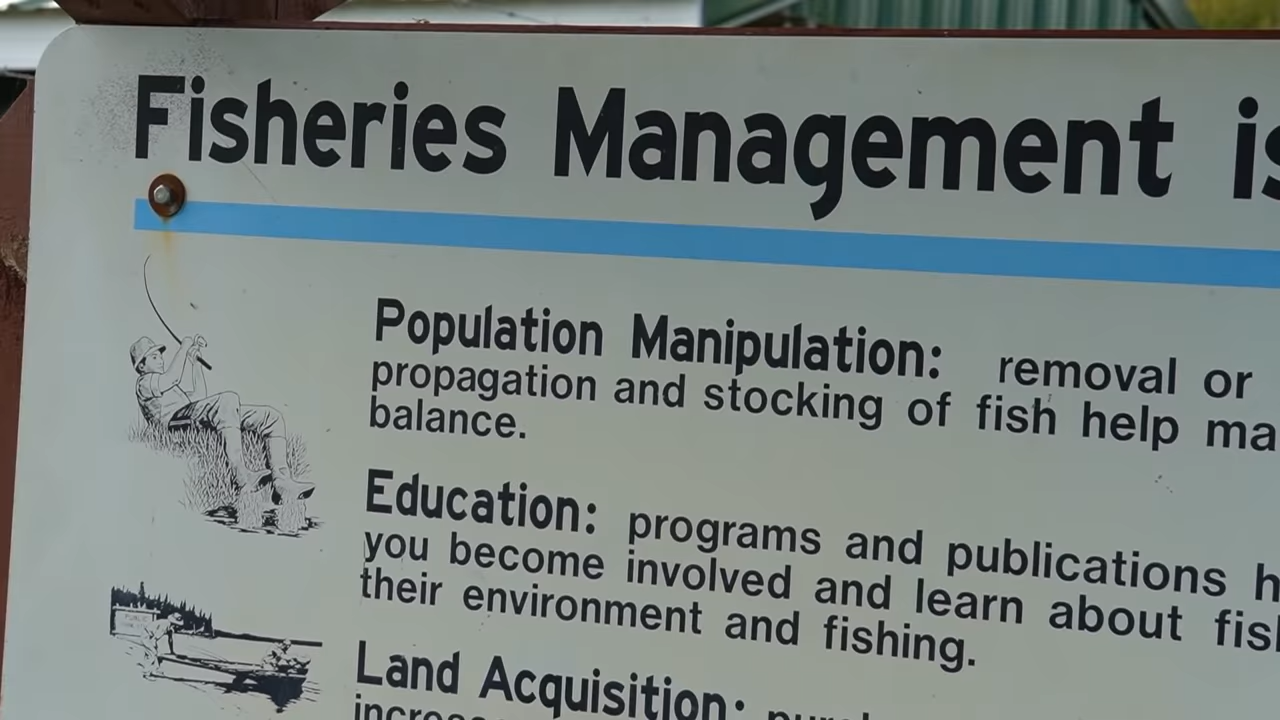 Fisheries Management is
Population Manipulation: removal or
propagation and stocking of fish help ma
balance.
Education: programs and publications h
you become involved and learn about fis
their environment and fishing.
Land Acquisition: